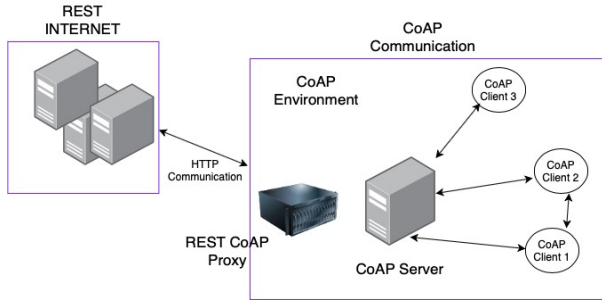 REST
INTERNET
CoAP
Communication
CoAP
Environment
CoAP
Client 3
HTTP
Communication
CoAP
Client 2
REST CoAP
Proxy
CoAP Server
CoAP
Client 1